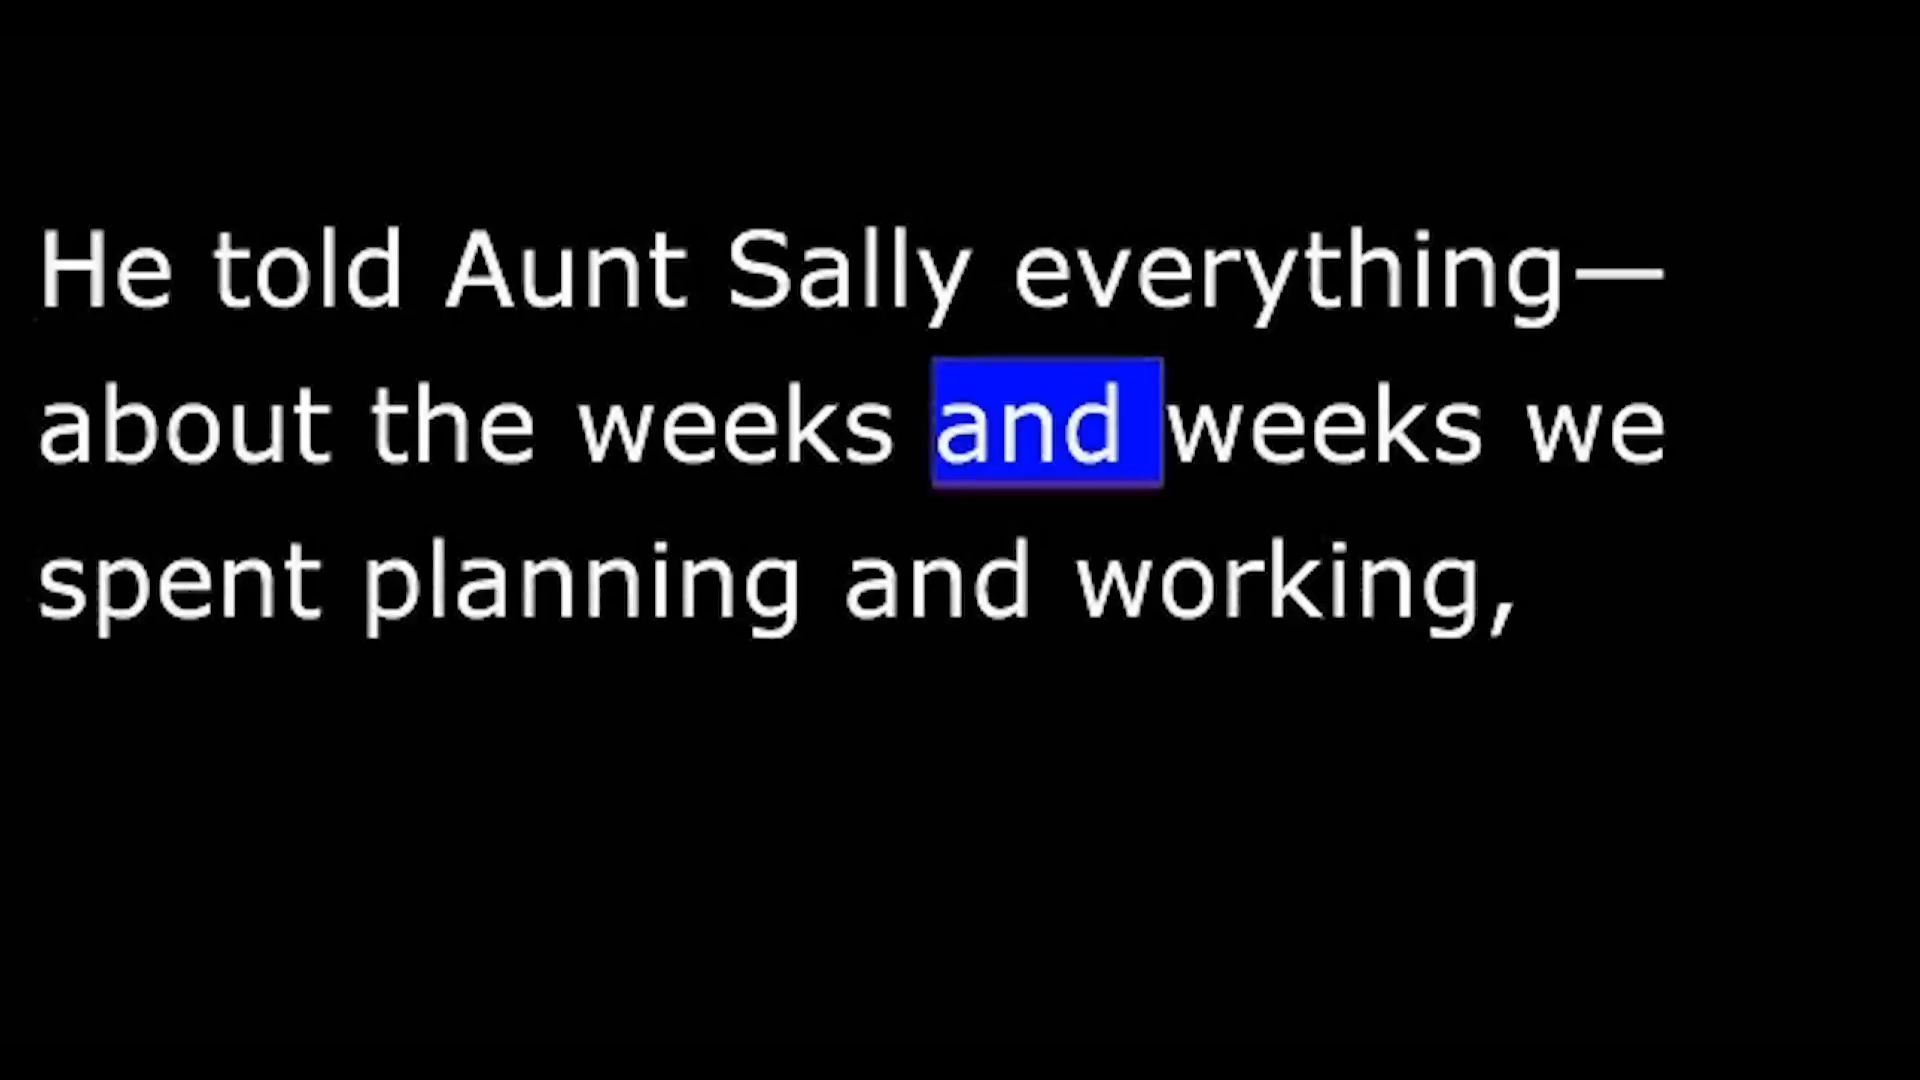 He told Aunt Sally everything—
about the weeks and weeks we
spent planning and working,